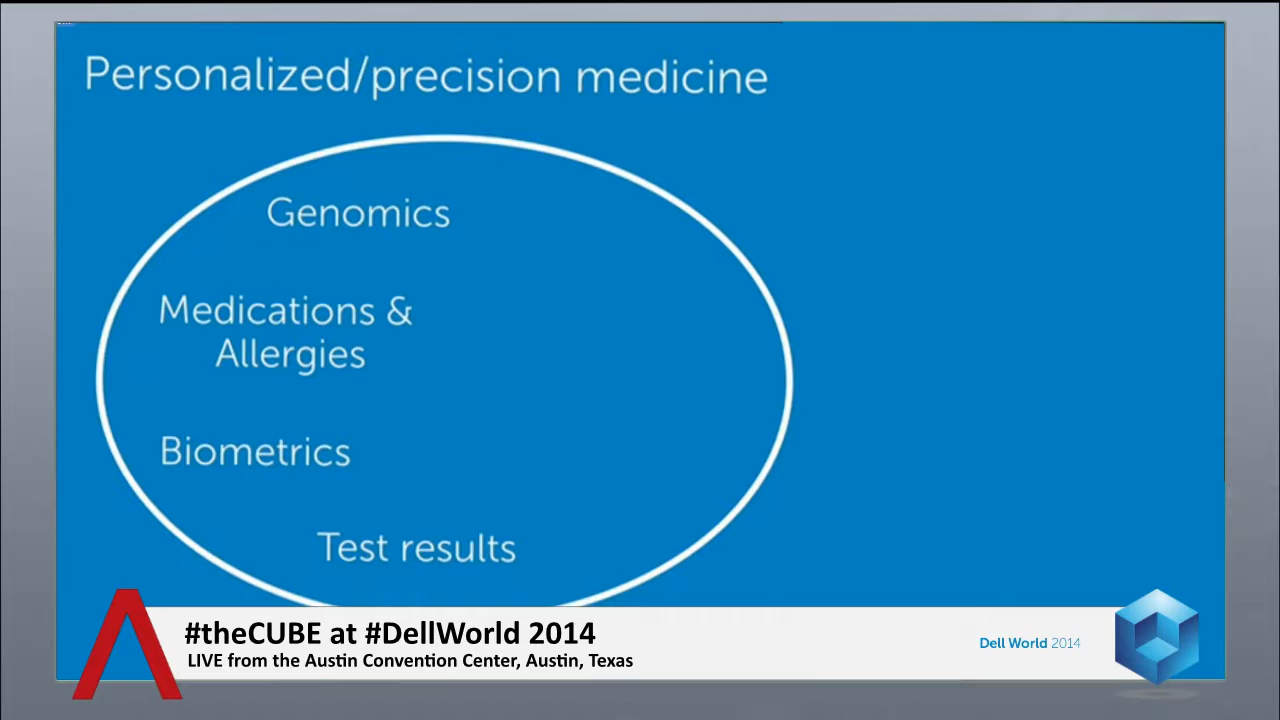 Personalized/precision medicine
Genomics
Medications &
Allergies
Biometrics
Test results
#theCUBE at #DellWorld 2014
LIVE from the Austin Convention Center, Austin, Texas
Dell World 2014